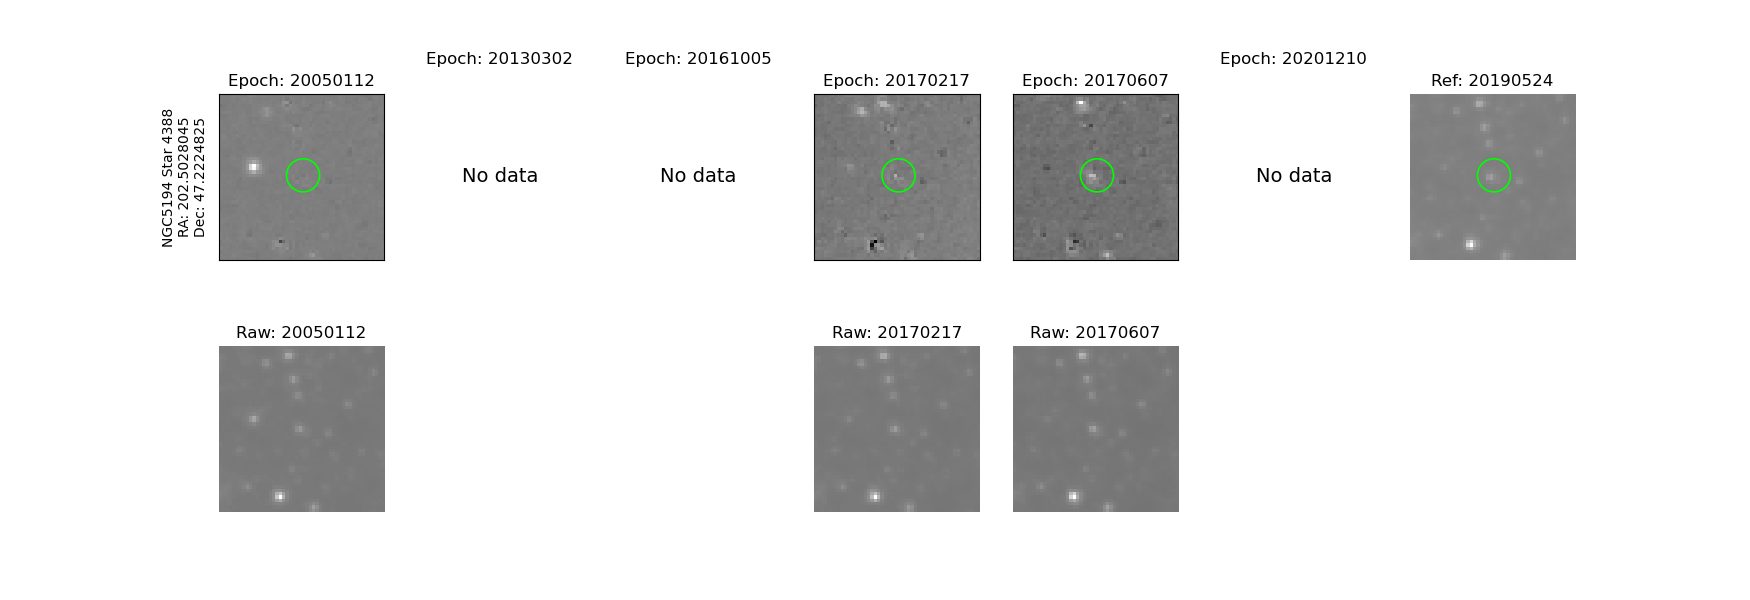 Epoch: 20050112
Epoch: 20130302
Epoch: 20161005
Epoch: 20170217
Epoch: 20170607
Epoch: 20201210
Ref: 20190524
NGC5194 Star 4388
RA: 202.5028045
Dec: 47.2224825
No data
No data
No data
Raw: 20050112
Raw: 20170217
Raw: 20170607